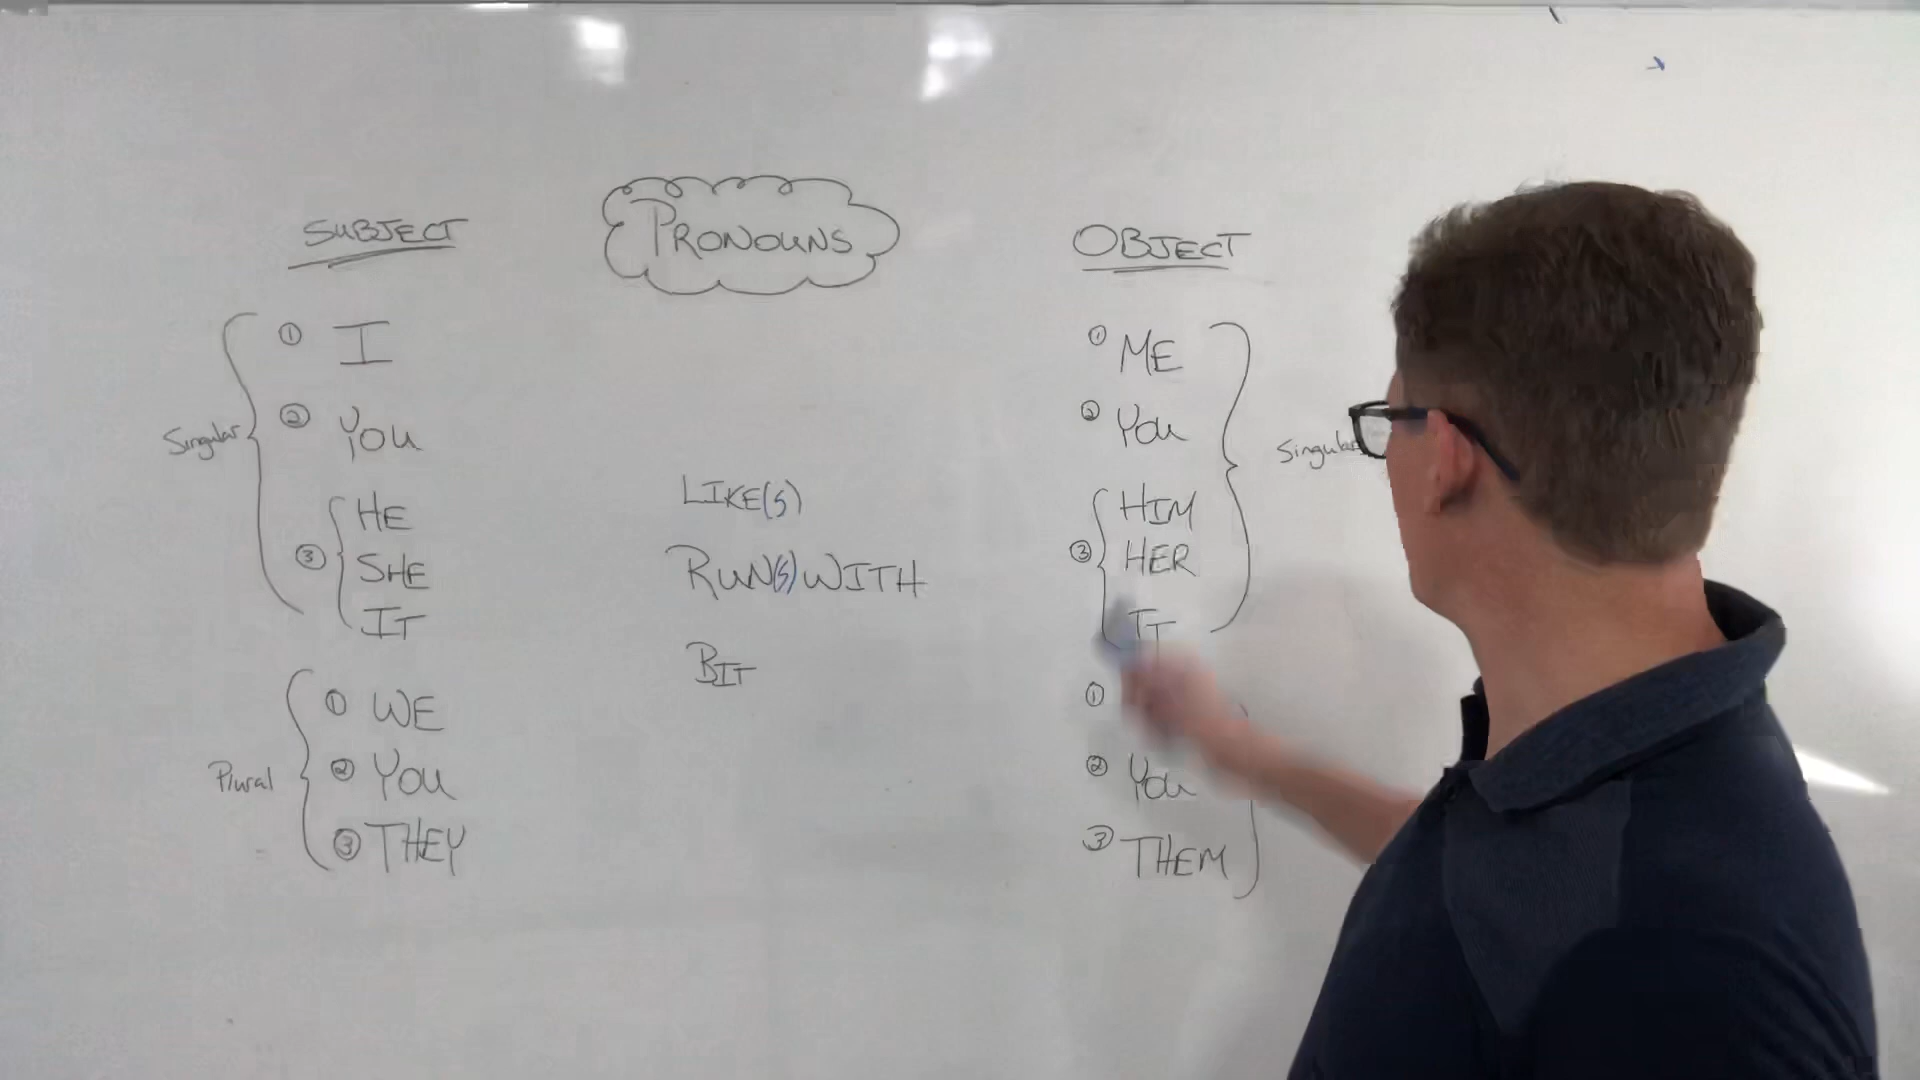 SUBJECT
PRONOUNS
OBJECT
Singular
① I
② You
③ HE
SHE
IT
Plural
① WE
② You
③ THEY
LIKE(S)
RUN(S) WITH
BIT
① ME
② You
③ HIM
HER
IT
Singular
①
② You
③ THEM